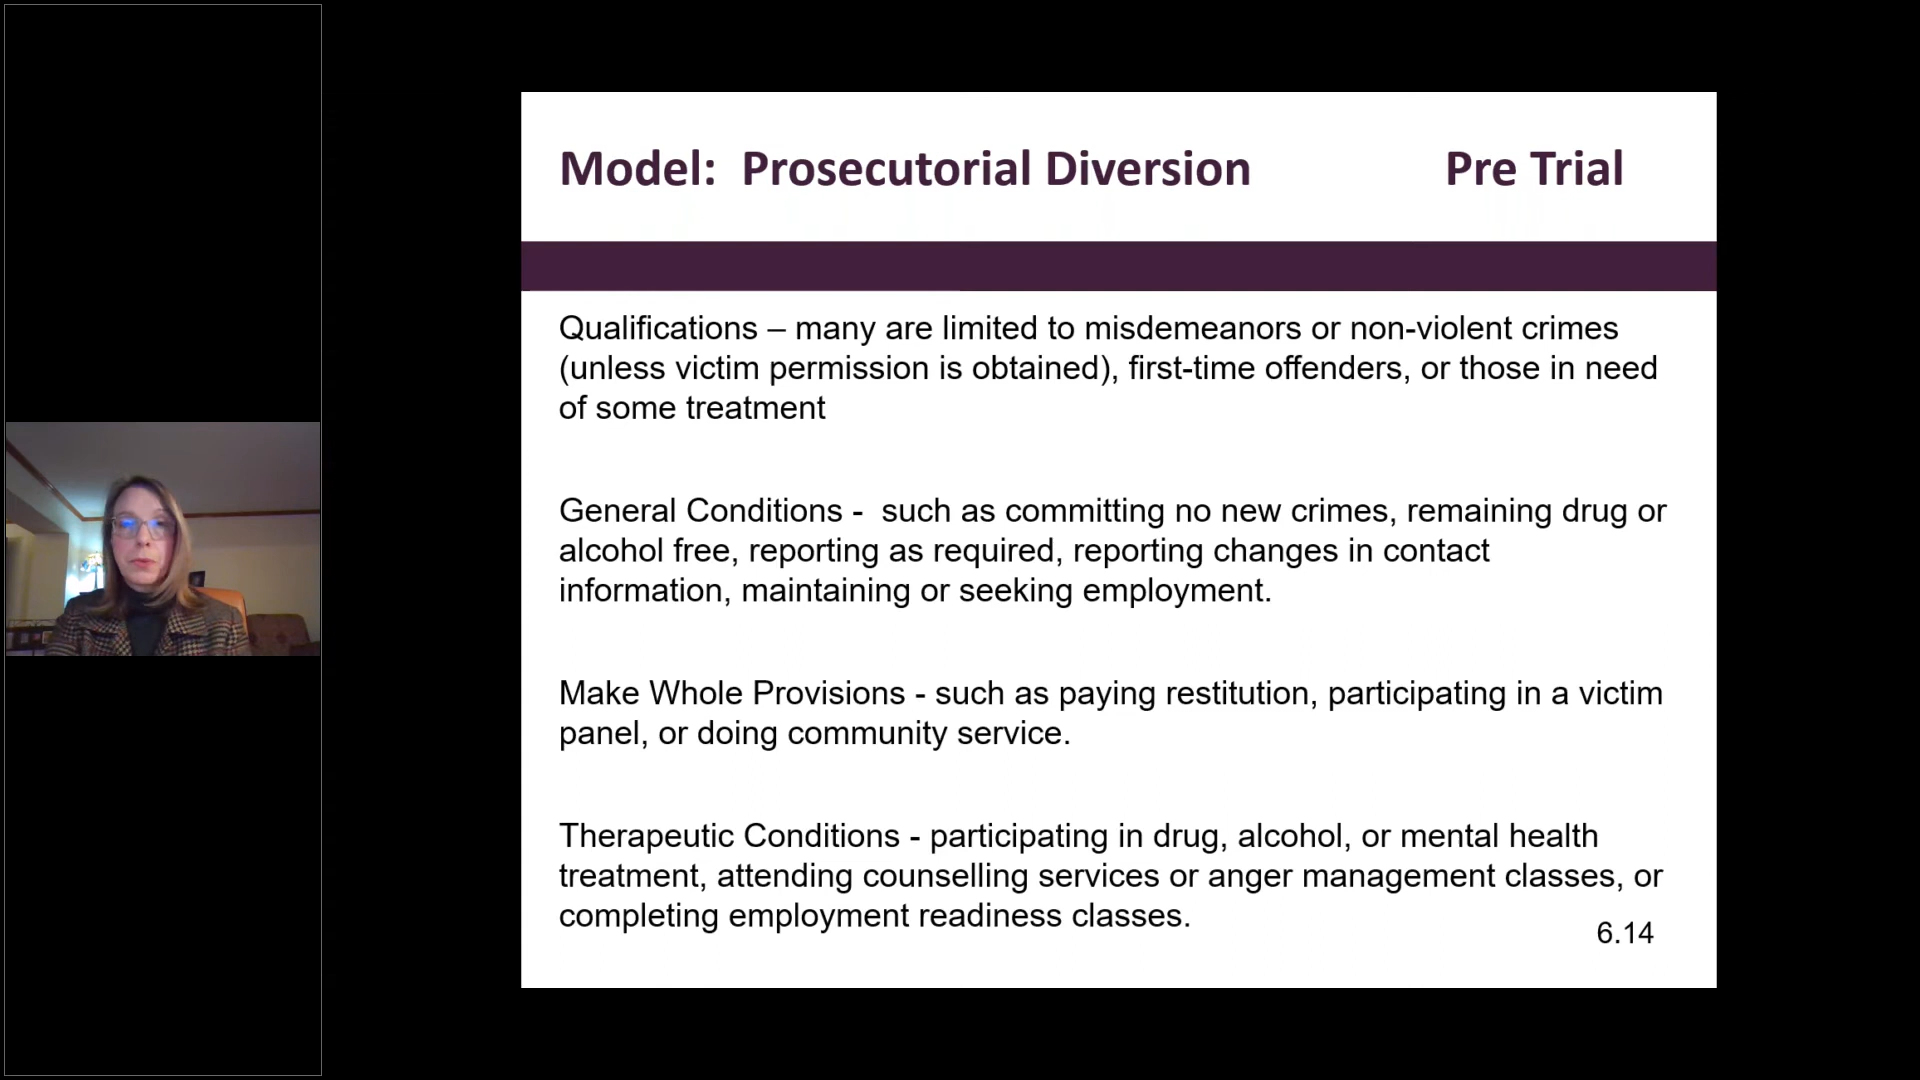 Model:  Prosecutorial Diversion Pre Trial
Qualifications – many are limited to misdemeanors or non-violent crimes
(unless victim permission is obtained), first-time offenders, or those in need
of some treatment
General Conditions -  such as committing no new crimes, remaining drug or
alcohol free, reporting as required, reporting changes in contact
information, maintaining or seeking employment.
Make Whole Provisions - such as paying restitution, participating in a victim
panel, or doing community service.
Therapeutic Conditions - participating in drug, alcohol, or mental health
treatment, attending counselling services or anger management classes, or
completing employment readiness classes.
6.14